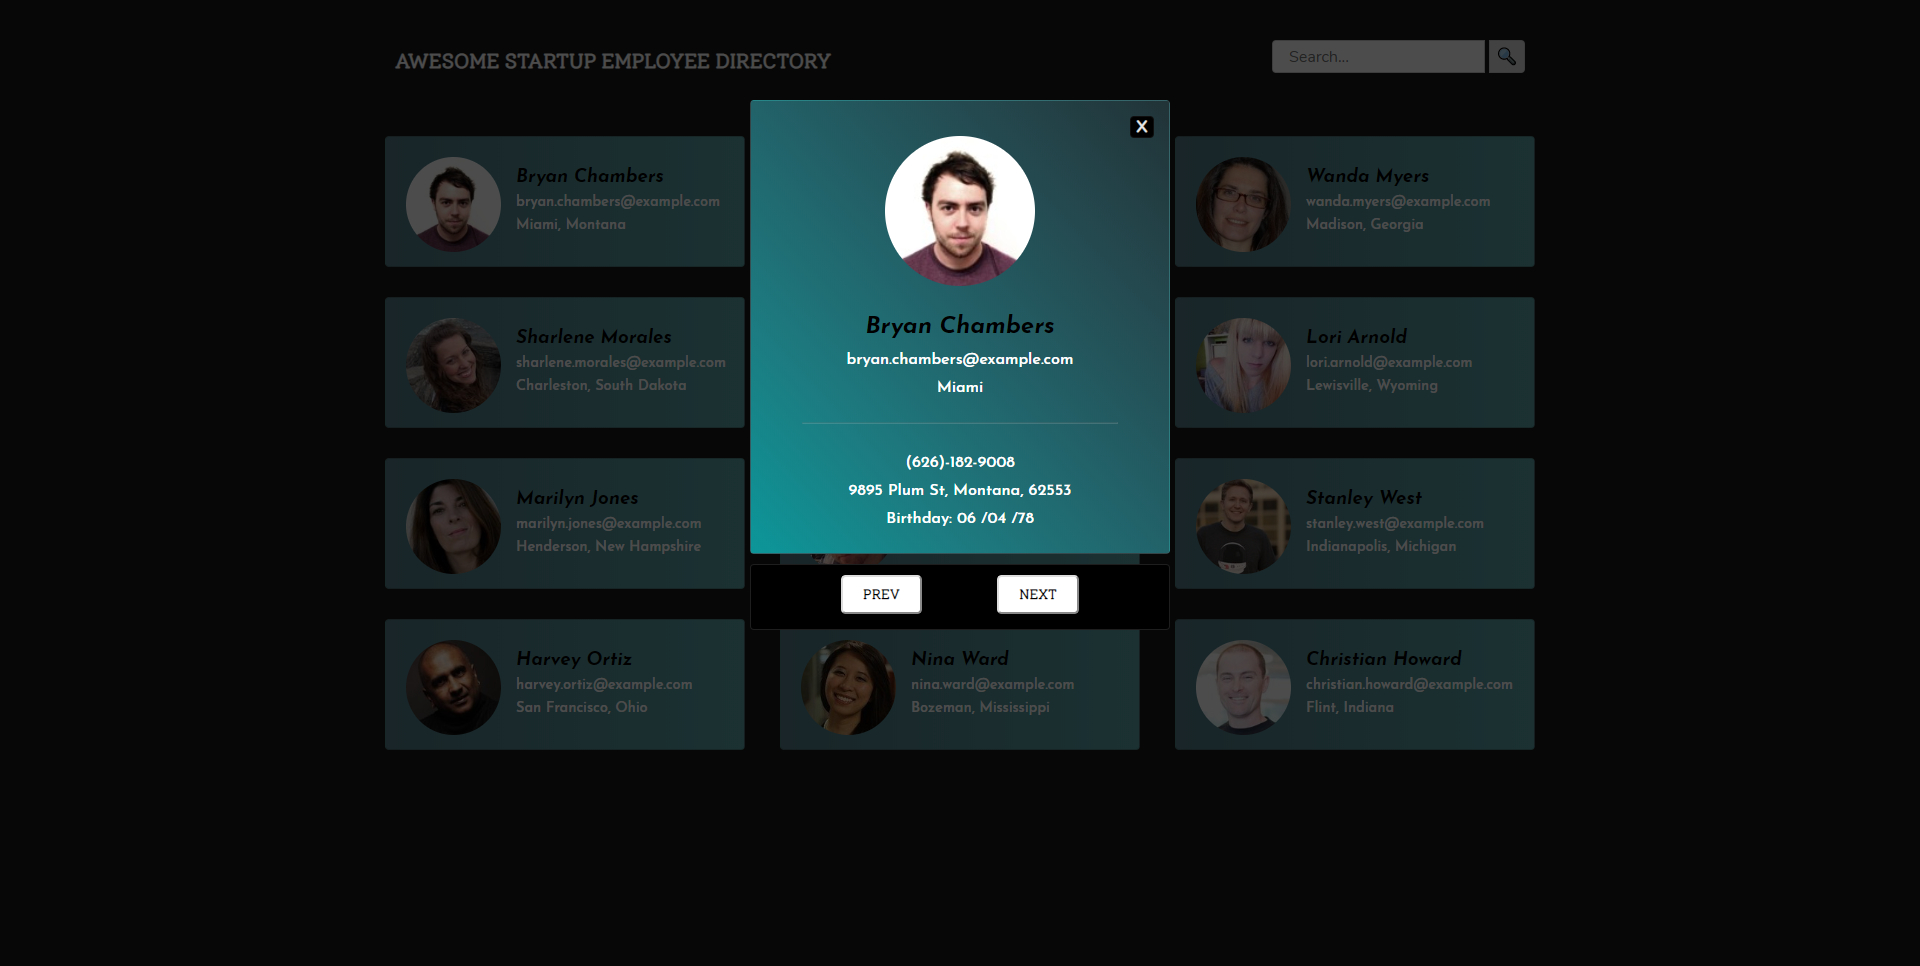 AWESOME STARTUP EMPLOYEE DIRECTORY
Search...
X
Bryan Chambers
bryan.chambers@example.com
Miami, Montana
Bryan Chambers
bryan.chambers@example.com
Miami
(626)-182-9008
9895 Plum St, Montana, 62553
Birthday: 06 /04 /78
PREV
NEXT
Wanda Myers
wanda.myers@example.com
Madison, Georgia
Sharlene Morales
sharlene.morales@example.com
Charleston, South Dakota
Lori Arnold
lori.arnold@example.com
Lewisville, Wyoming
Marilyn Jones
marilyn.jones@example.com
Henderson, New Hampshire
Stanley West
stanley.west@example.com
Indianapolis, Michigan
Harvey Ortiz
harvey.ortiz@example.com
San Francisco, Ohio
Nina Ward
nina.ward@example.com
Bozeman, Mississippi
Christian Howard
christian.howard@example.com
Flint, Indiana